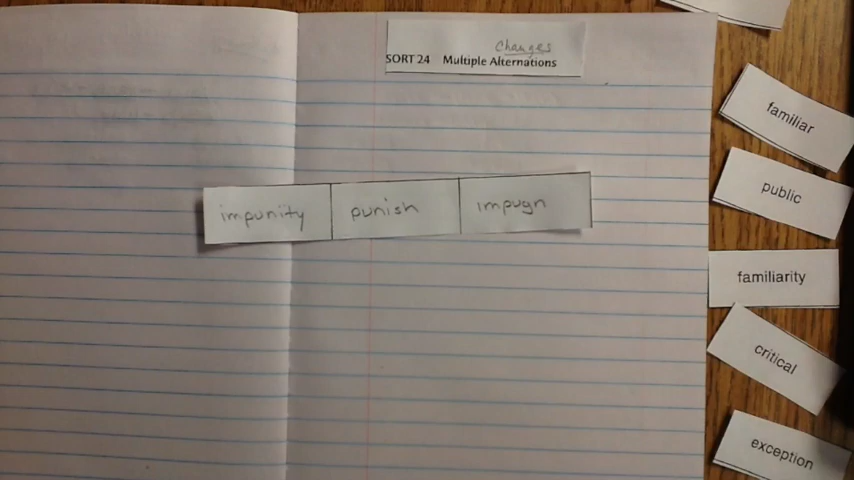 Changes
SORT 24 Multiple Alternations
familiar
public
impunity punish impugn
familiarity
critical
exception